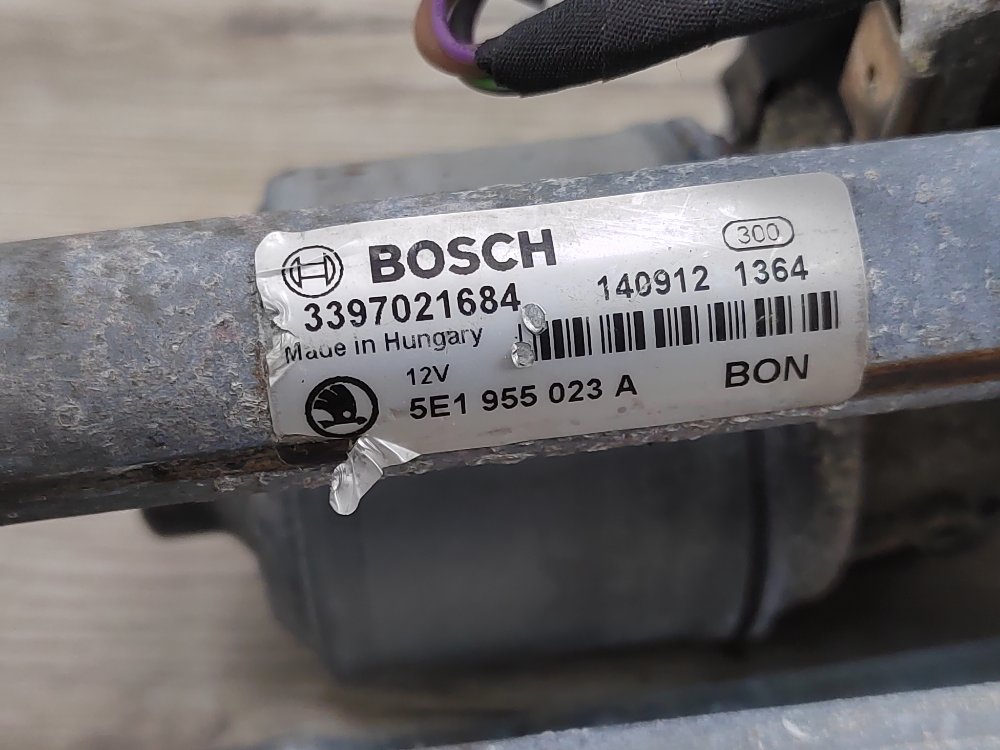 BOSCH
300
3397021684
140912 1364
Made in Hungary
12V
5E1 955 023 A
BON